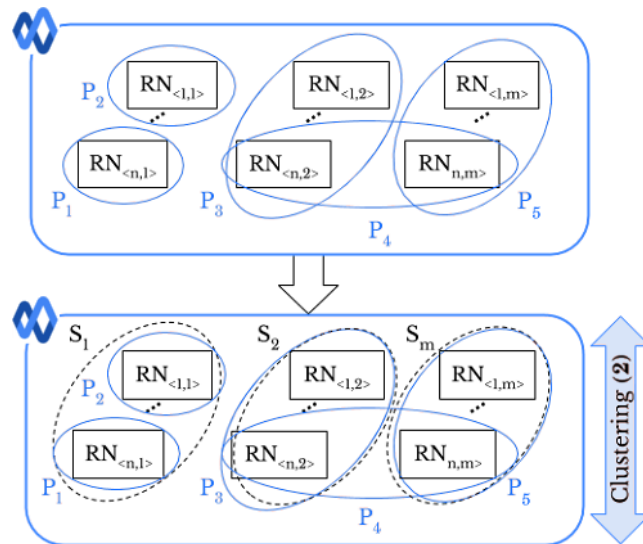 P2 RN<1,1> RN<1,2> RN<1,m>
RN<n,1> RN<n,2> RNn,m>
P1 P3 P4 P5
S1 S2 Sm
P2 RN<1,1> RN<1,2> RN<1,m>
RN<n,1> RN<n,2> RNn,m>
P1 P3 P4 P5
Clustering (2)